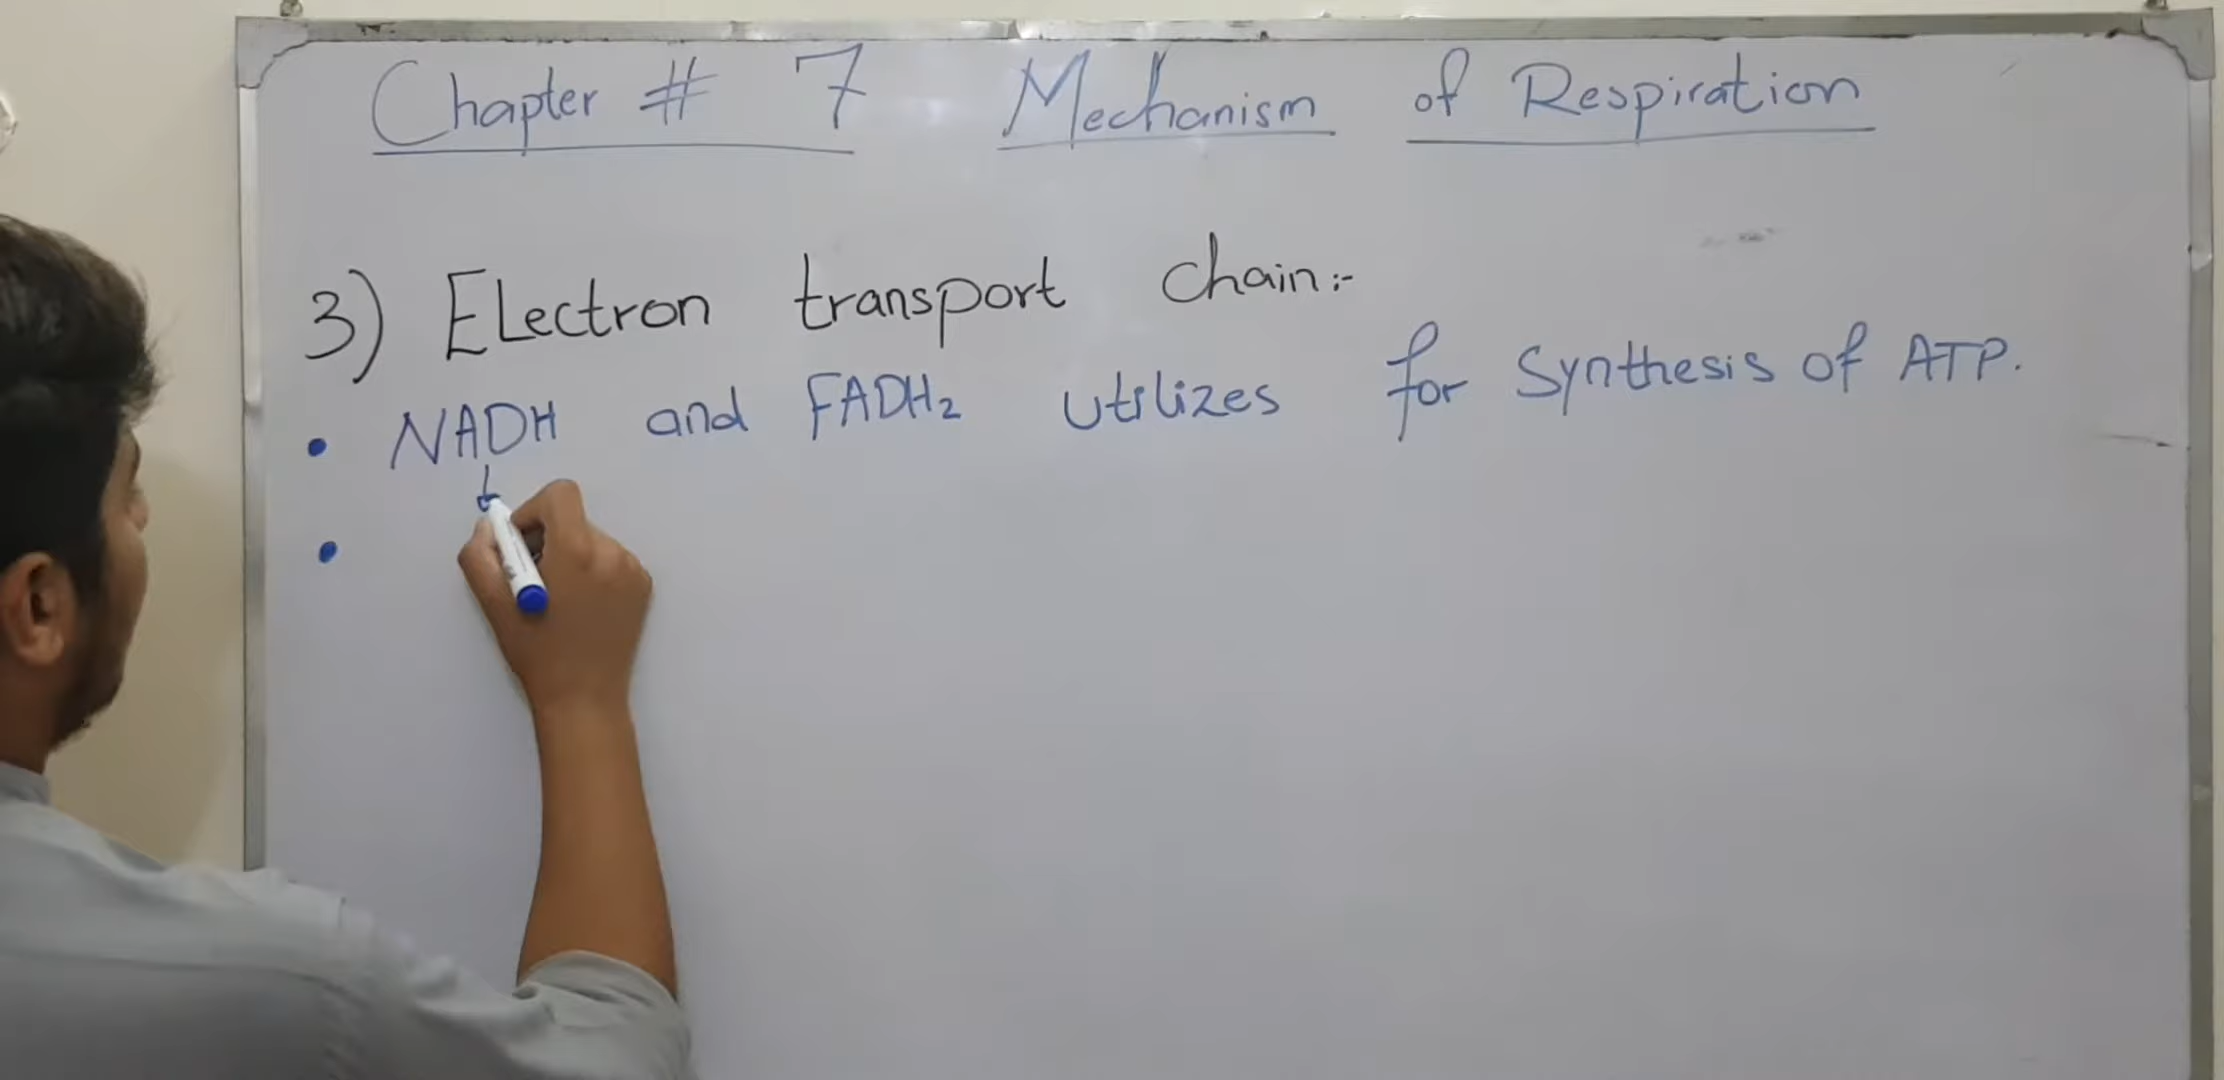 Chapter # 7 Mechanism of Respiration
3) Electron transport chain:-
• NADH and FADH₂ utilizes for Synthesis of ATP.
•